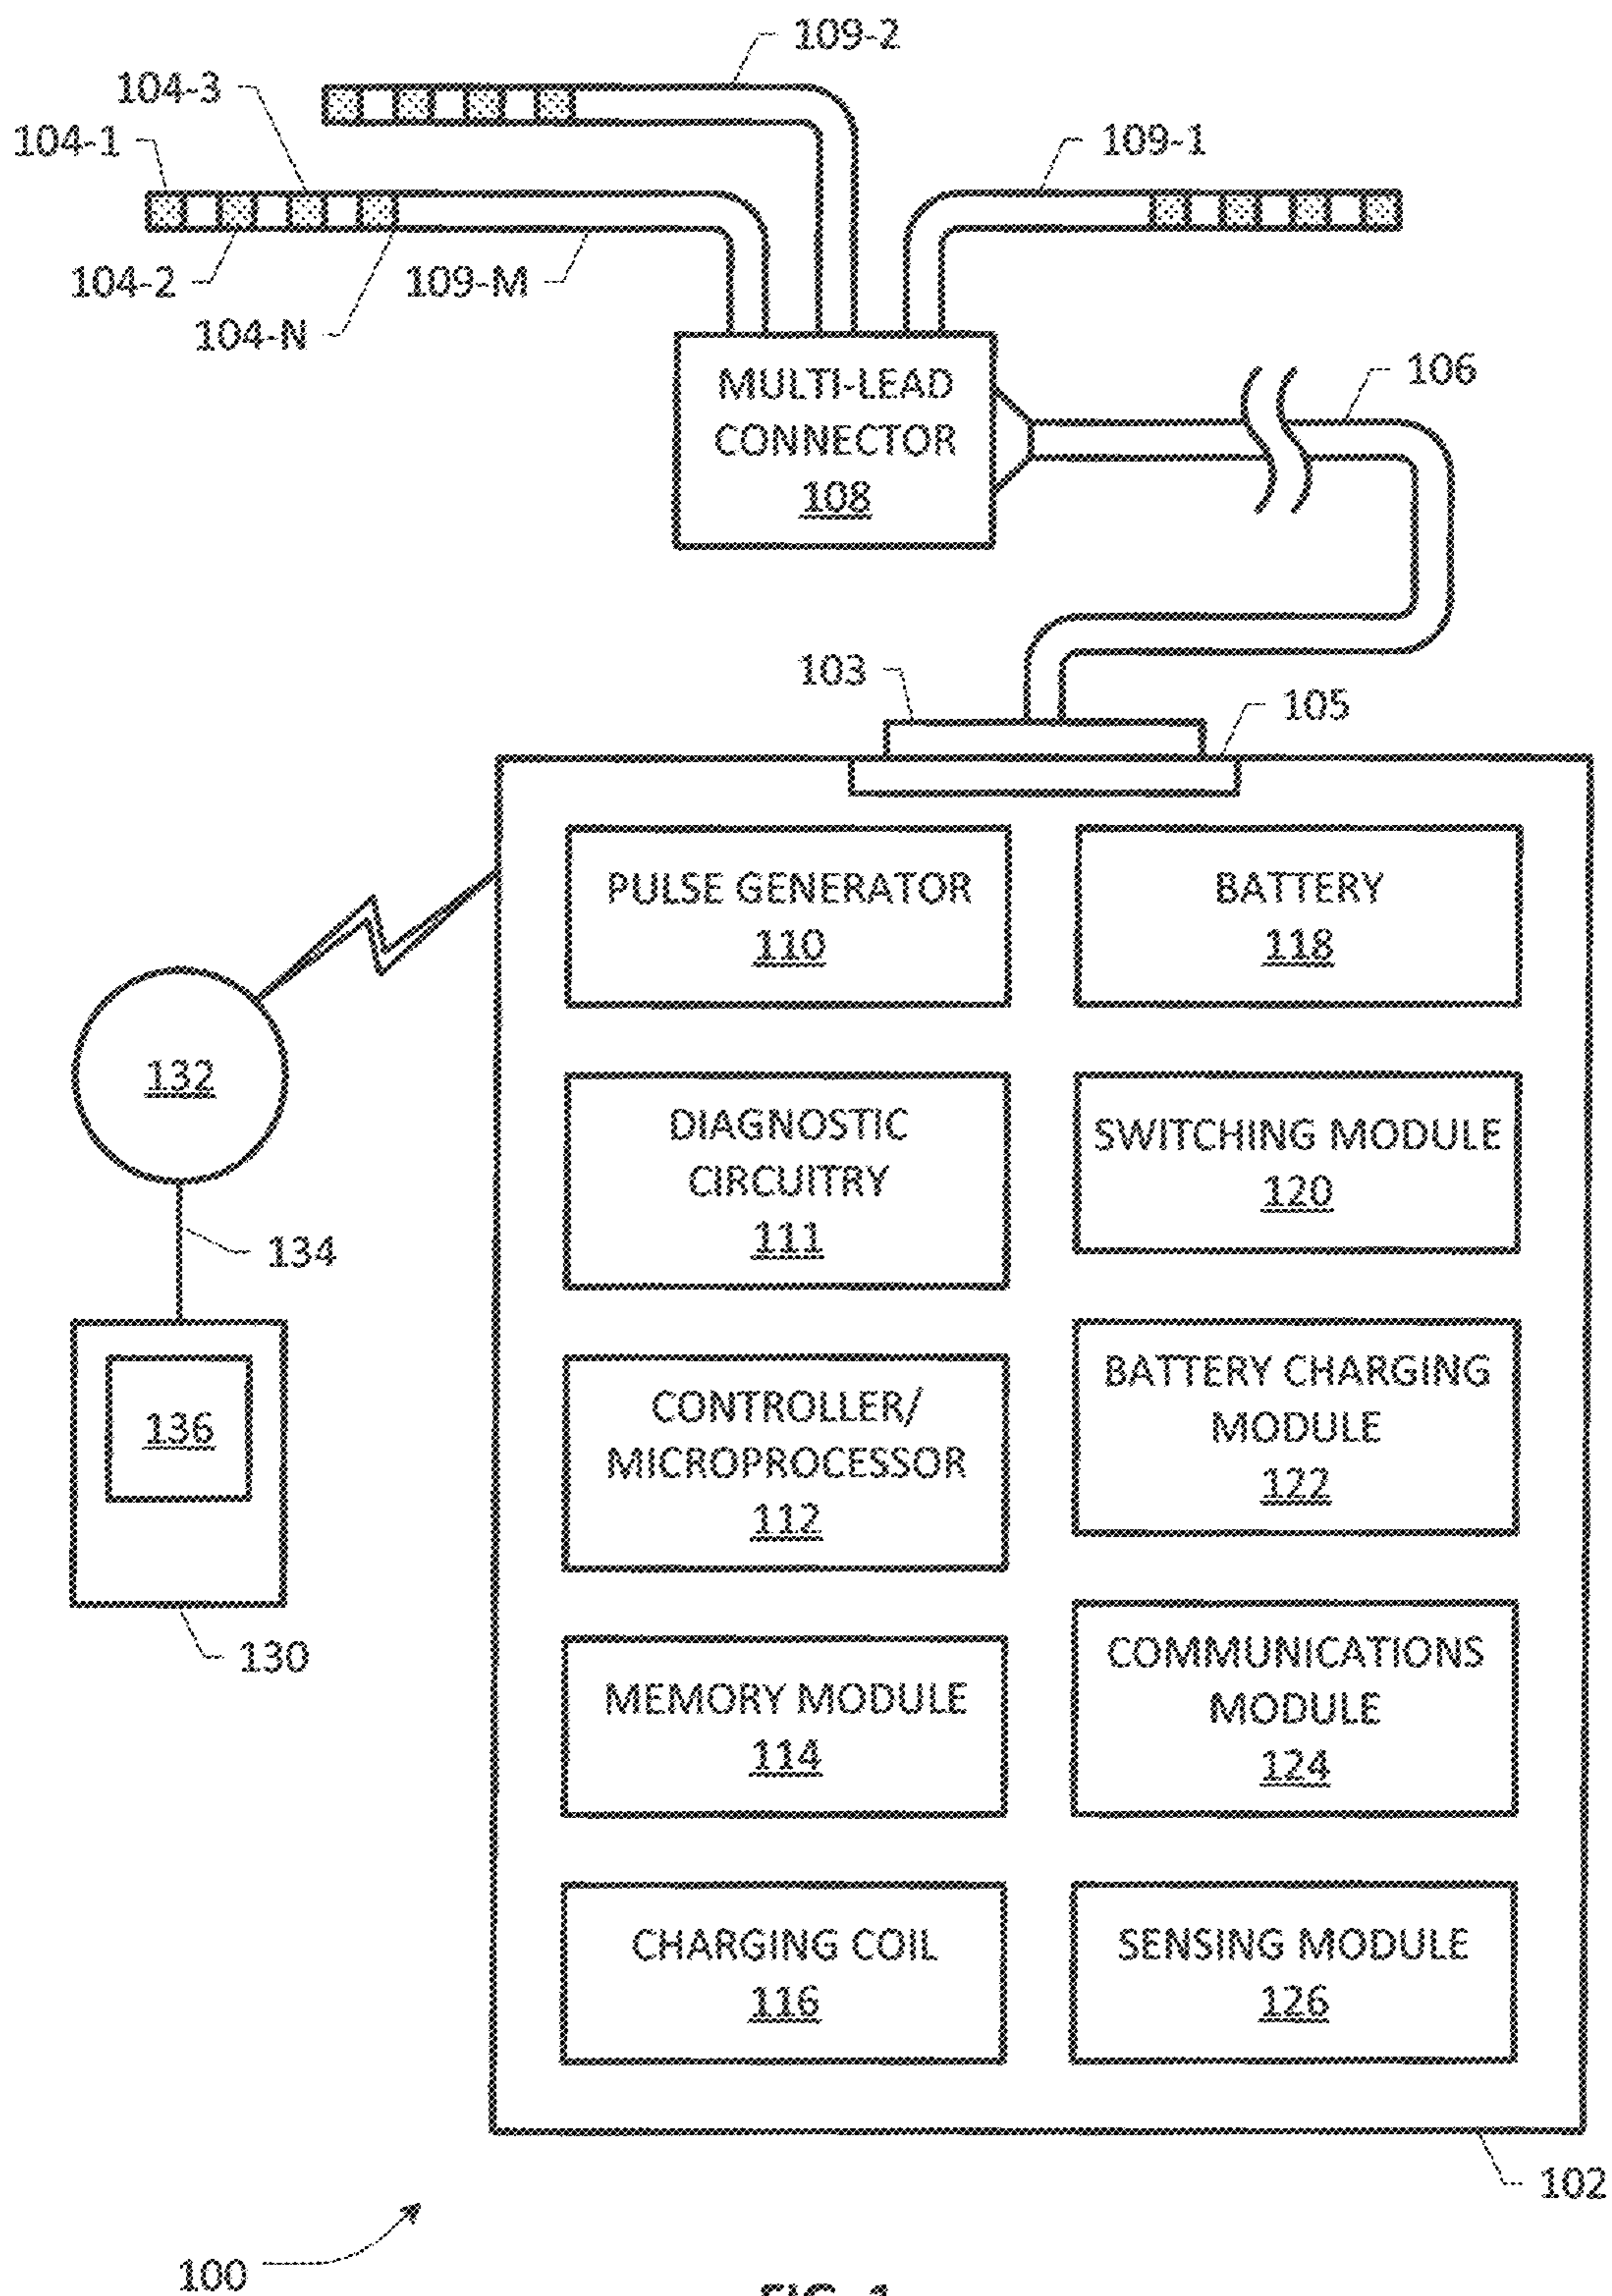 109-2
104-3
104-1
109-1
104-2
109-M
104-N
MULTI-LEAD
CONNECTOR
108
106
103
105
PULSE GENERATOR
110
BATTERY
118
132
DIAGNOSTIC
CIRCUITRY
111
SWITCHING MODULE
120
134
136
130
CONTROLLER/
MICROPROCESSOR
112
BATTERY CHARGING
MODULE
122
MEMORY MODULE
114
COMMUNICATIONS
MODULE
124
CHARGING COIL
116
SENSING MODULE
126
102
100
FIG. 1